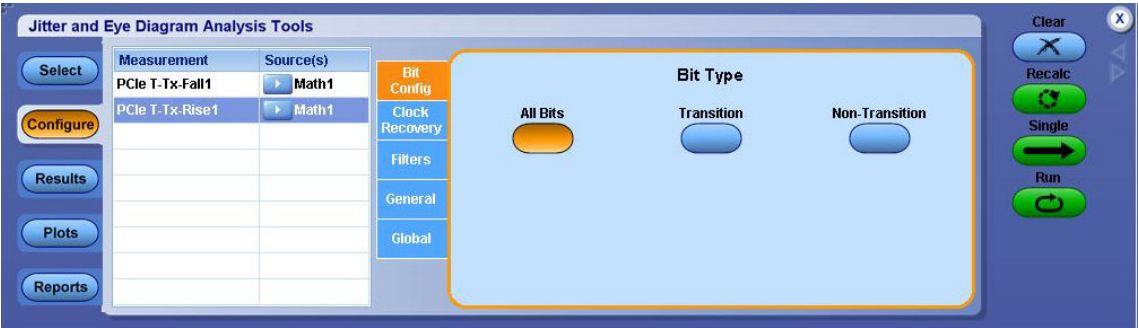 Jitter and Eye Diagram Analysis Tools
Select
Configure
Results
Plots
Reports
Measurement Source(s)
PCIe T-Tx-Fall1 Math1
PCIe T-Tx-Rise1 Math1
Bit
Config
Clock
Recovery
Filters
General
Global
Bit Type
All Bits Transition Non-Transition
Clear
X
Recalc
Single
Run